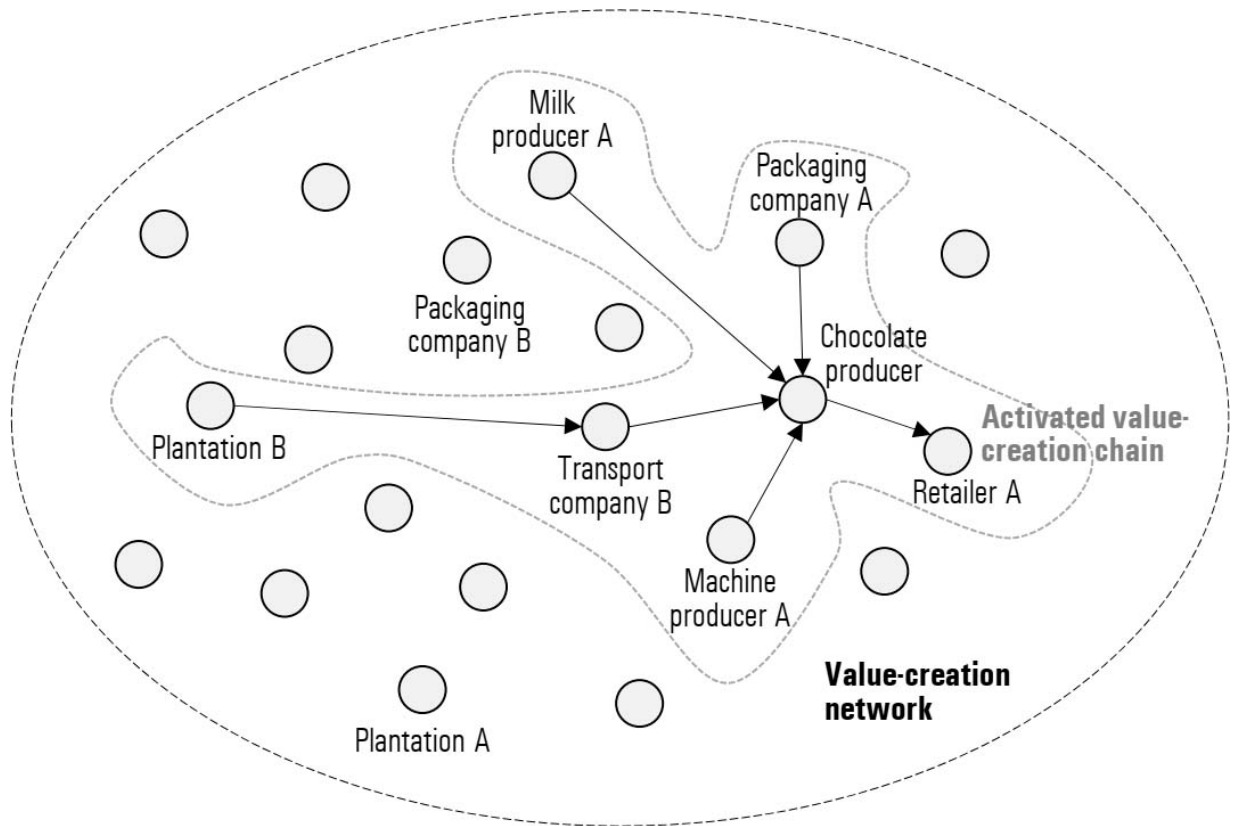 Milk
producer A
Packaging
company A
Packaging
company B
Chocolate
producer
Plantation B
Transport
company B
Activated value-
creation chain
Retailer A
Machine
producer A
Value-creation
network
Plantation A